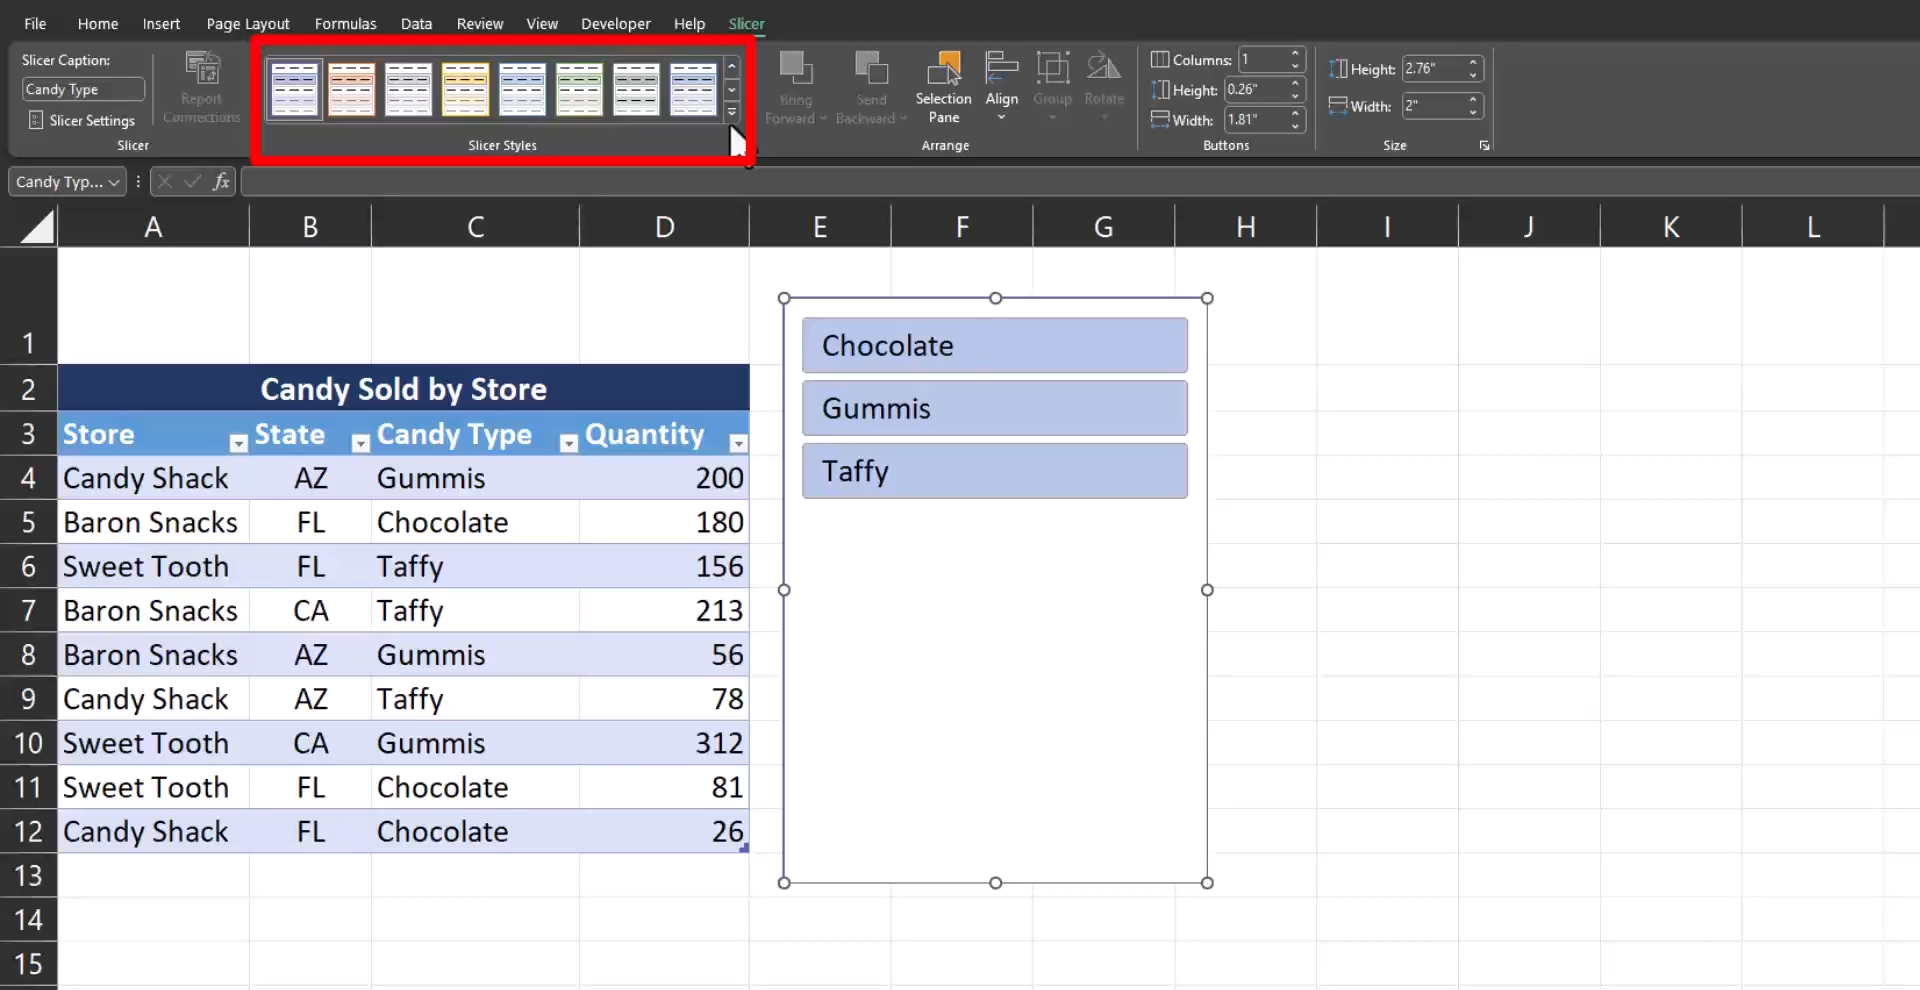 File Home Insert Page Layout Formulas Data Review View Developer Help Slicer
Slicer Caption:
Candy Type
Slicer Settings
Slicer
Report
Connections
Slicer Styles
Bring
Forward
Send
Backward
Selection
Pane
Align
Group
Rotate
Arrange
Columns: 1
Height: 0.26"
Width: 1.81"
Buttons
Height: 2.76"
Width: 2"
Size
Candy Typ... fx
A B C D E F G H I J K L
1
2 Candy Sold by Store
3 Store State Candy Type Quantity
4 Candy Shack AZ Gummis 200
5 Baron Snacks FL Chocolate 180
6 Sweet Tooth FL Taffy 156
7 Baron Snacks CA Taffy 213
8 Baron Snacks AZ Gummis 56
9 Candy Shack AZ Taffy 78
10 Sweet Tooth CA Gummis 312
11 Sweet Tooth FL Chocolate 81
12 Candy Shack FL Chocolate 26
13
14
15
Chocolate
Gummis
Taffy